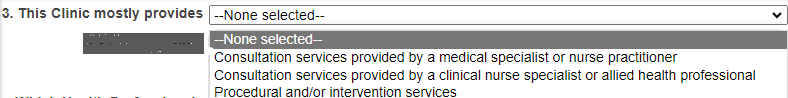 3. This Clinic mostly provides --None selected--
--None selected--
Consultation services provided by a medical specialist or nurse practitioner
Consultation services provided by a clinical nurse specialist or allied health professional
Procedural and/or intervention services